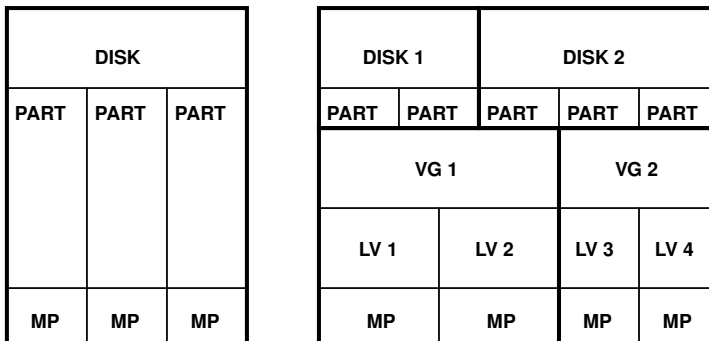 DISK
PART PART PART
MP MP MP
DISK 1 DISK 2
PART PART PART PART PART
VG 1 VG 2
LV 1 LV 2 LV 3 LV 4
MP MP MP MP